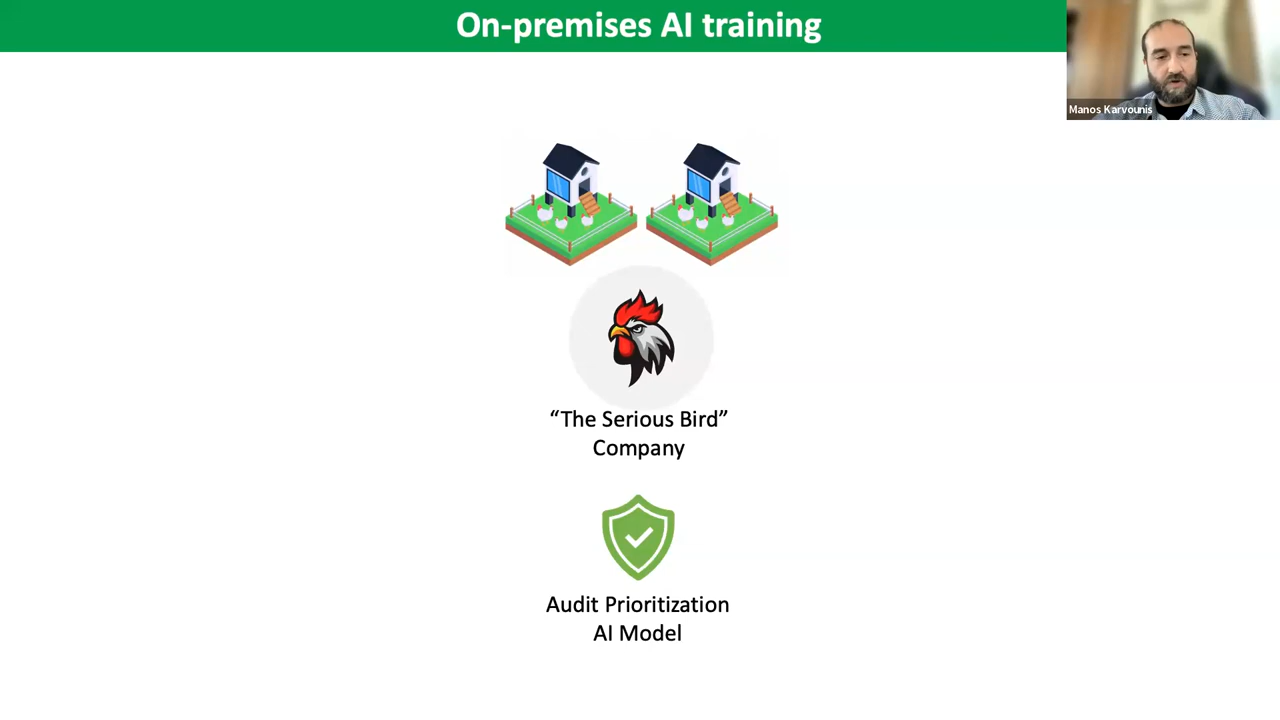 On-premises AI training
Manos Karvounis
“The Serious Bird”
Company
Audit Prioritization
AI Model